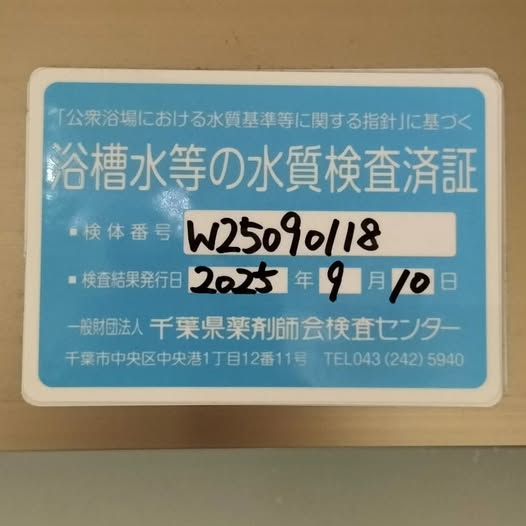 「公衆浴場における水質基準等に関する指針」に基づく
浴槽水等の水質検査済証
▪ 検体番号 W25090118
▪ 検査結果発行日 2025 年 9 月 10 日
一般財団法人 千葉県薬剤師会検査センター
千葉市中央区中央港1丁目12番11号 TEL043(242)5940